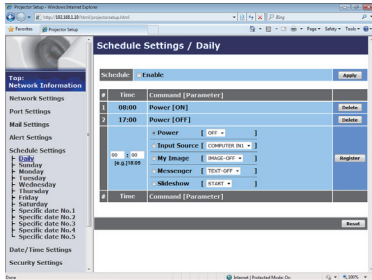 Projector Setup - Windows Internet Explorer
http://192.168.1.10/html/projectorsetup.html
Bing
Favorites Projector Setup
Page Safety Tools
Top:
Network Information
Network Settings
Port Settings
Mail Settings
Alert Settings
Schedule Settings
Daily
Sunday
Monday
Tuesday
Wednesday
Thursday
Friday
Saturday
Specific date No.1
Specific date No.2
Specific date No.3
Specific date No.4
Specific date No.5
Date/Time Settings
Security Settings
Schedule Settings / Daily
Schedule Enable Apply
# Time Command [Parameter]
1 08:00 Power [ON] Delete
2 17:00 Power [OFF] Delete
00 : 00
[e.g.]18:05
Power [ OFF ]
Input Source [ COMPUTER IN1 ]
My Image [ IMAGE-OFF ]
Messenger [ TEXT-OFF ]
Slideshow [ START ]
Register
# Time Command [Parameter]
Reset
Done Internet | Protected Mode: On 100%